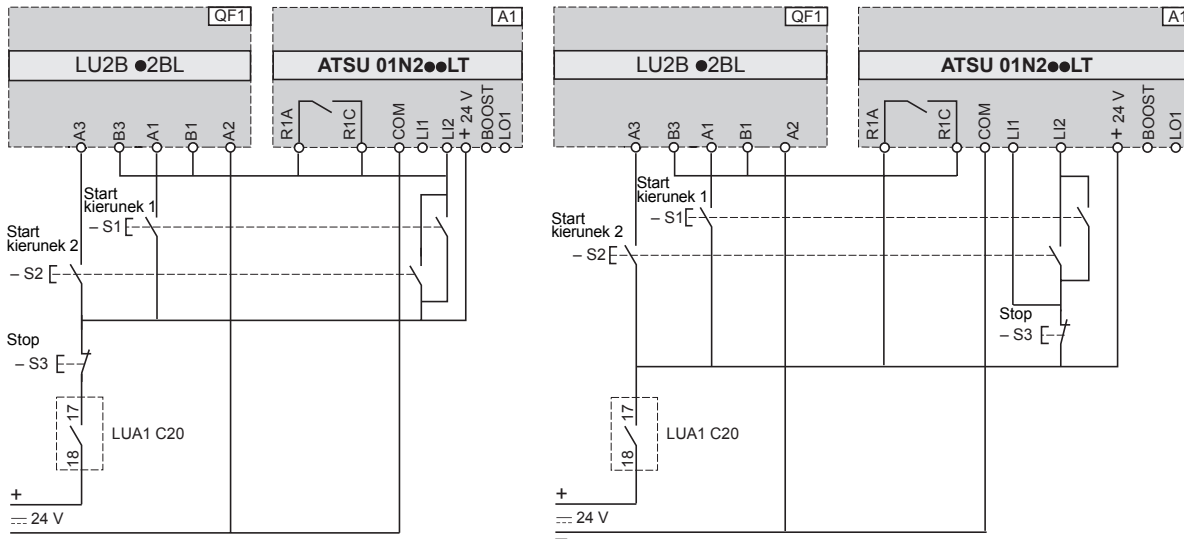 QF1
A1
LU2B ●2BL
ATSU 01N2●●LT
A3
B3
A1
B1
A2
R1A
R1C
COM
LI1
LI2
+ 24 V
BOOST
LO1
Start
kierunek 1
– S1
Start
kierunek 2
– S2
Stop
– S3
17
18
LUA1 C20
+
24 V
QF1
A1
LU2B ●2BL
ATSU 01N2●●LT
A3
B3
A1
B1
A2
R1A
R1C
COM
LI1
LI2
+ 24 V
BOOST
LO1
Start
kierunek 1
– S1
Start
kierunek 2
– S2
Stop
– S3
17
18
LUA1 C20
+
24 V